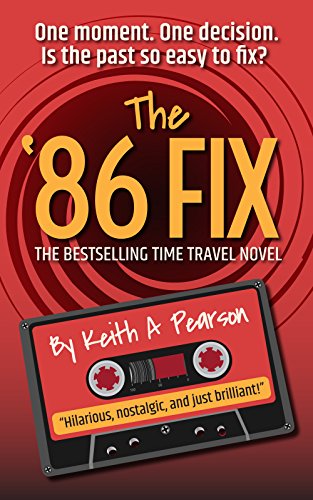 One moment. One decision.
Is the past so easy to fix?
The
'86 FIX
THE BESTSELLING TIME TRAVEL NOVEL
By Keith A Pearson
"Hilarious, nostalgic, and just brilliant!"